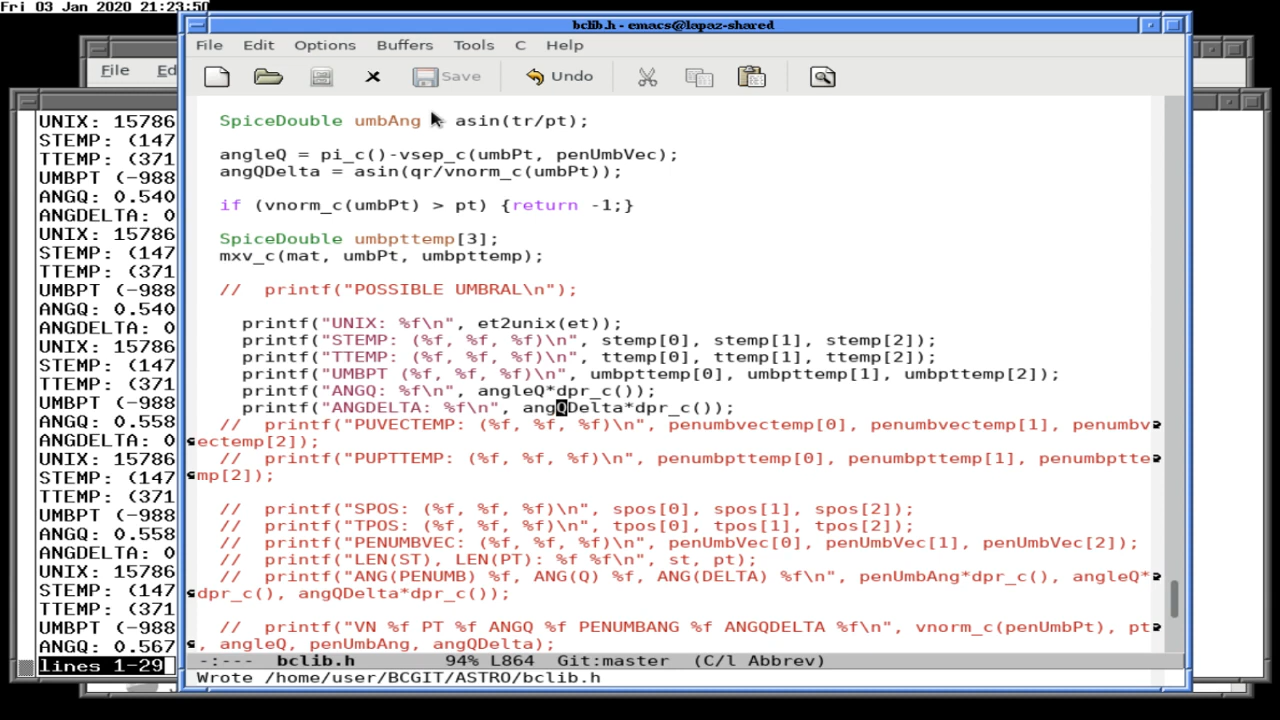 Fri 03 Jan 2020 21:23:50
bclib.h - emacs@lapaz-shared
File Edit Options Buffers Tools C Help
Save Undo
File Ed
UNIX: 15786
STEMP: (147
TTEMP: (371
UMBPT (-988
ANGQ: 0.540
ANGDELTA: 0
UNIX: 15786
STEMP: (147
TTEMP: (371
UMBPT (-988
ANGQ: 0.540
ANGDELTA: 0
UNIX: 15786
STEMP: (147
TTEMP: (371
UMBPT (-988
ANGQ: 0.558
ANGDELTA: 0
UNIX: 15786
STEMP: (147
TTEMP: (371
UMBPT (-988
ANGQ: 0.558
ANGDELTA: 0
UNIX: 15786
STEMP: (147
TTEMP: (371
UMBPT (-988
ANGQ: 0.567
lines 1-29
SpiceDouble umbAng asin(tr/pt);
angleQ = pi_c()-vsep_c(umbPt, penUmbVec);
angQDelta = asin(qr/vnorm_c(umbPt));
if (vnorm_c(umbPt) > pt) {return -1;}
SpiceDouble umbpttemp[3];
mxv_c(mat, umbPt, umbpttemp);
// printf("POSSIBLE UMBRAL\n");
printf("UNIX: %f\n", et2unix(et));
printf("STEMP: (%f, %f, %f)\n", stemp[0], stemp[1], stemp[2]);
printf("TTEMP: (%f, %f, %f)\n", ttemp[0], ttemp[1], ttemp[2]);
printf("UMBPT (%f, %f, %f)\n", umbpttemp[0], umbpttemp[1], umbpttemp[2]);
printf("ANGQ: %f\n", angleQ*dpr_c());
printf("ANGDELTA: %f\n", angQDelta*dpr_c());
// printf("PUVECTEMP: (%f, %f, %f)\n", penumbvectemp[0], penumbvectemp[1], penumbv
ectemp[2]);
// printf("PUPTTEMP: (%f, %f, %f)\n", penumbpttemp[0], penumbpttemp[1], penumbptte
mp[2]);
// printf("SPOS: (%f, %f, %f)\n", spos[0], spos[1], spos[2]);
// printf("TPOS: (%f, %f, %f)\n", tpos[0], tpos[1], tpos[2]);
// printf("PENUMBVEC: (%f, %f, %f)\n", penUmbVec[0], penUmbVec[1], penUmbVec[2]);
// printf("LEN(ST), LEN(PT): %f %f\n", st, pt);
// printf("ANG(PENUMB) %f, ANG(Q) %f, ANG(DELTA) %f\n", penUmbAng*dpr_c(), angleQ*
dpr_c(), angQDelta*dpr_c());
// printf("VN %f PT %f ANGQ %f PENUMBANG %f ANGQDELTA %f\n", vnorm_c(penUmbPt), pt
, angleQ, penUmbAng, angQDelta);
-:--- bclib.h 94% L864 Git:master (C/l Abbrev)
Wrote /home/user/BCGIT/ASTRO/bclib.h